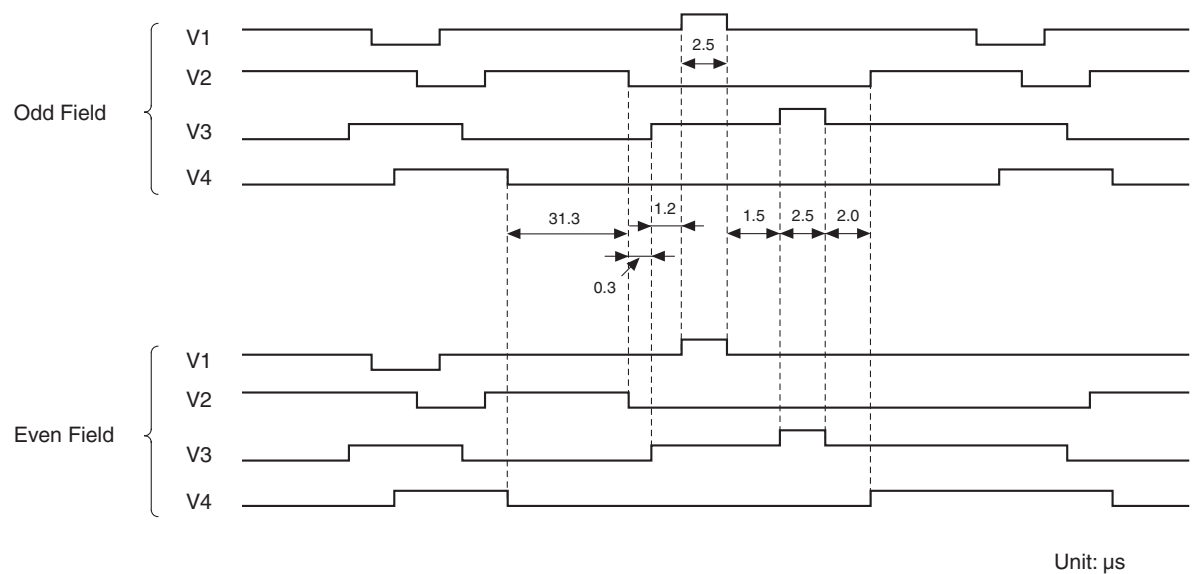 V1
2.5
V2
Odd Field
V3
V4
31.3
1.2
1.5
2.5
2.0
0.3
V1
V2
Even Field
V3
V4
Unit: μs